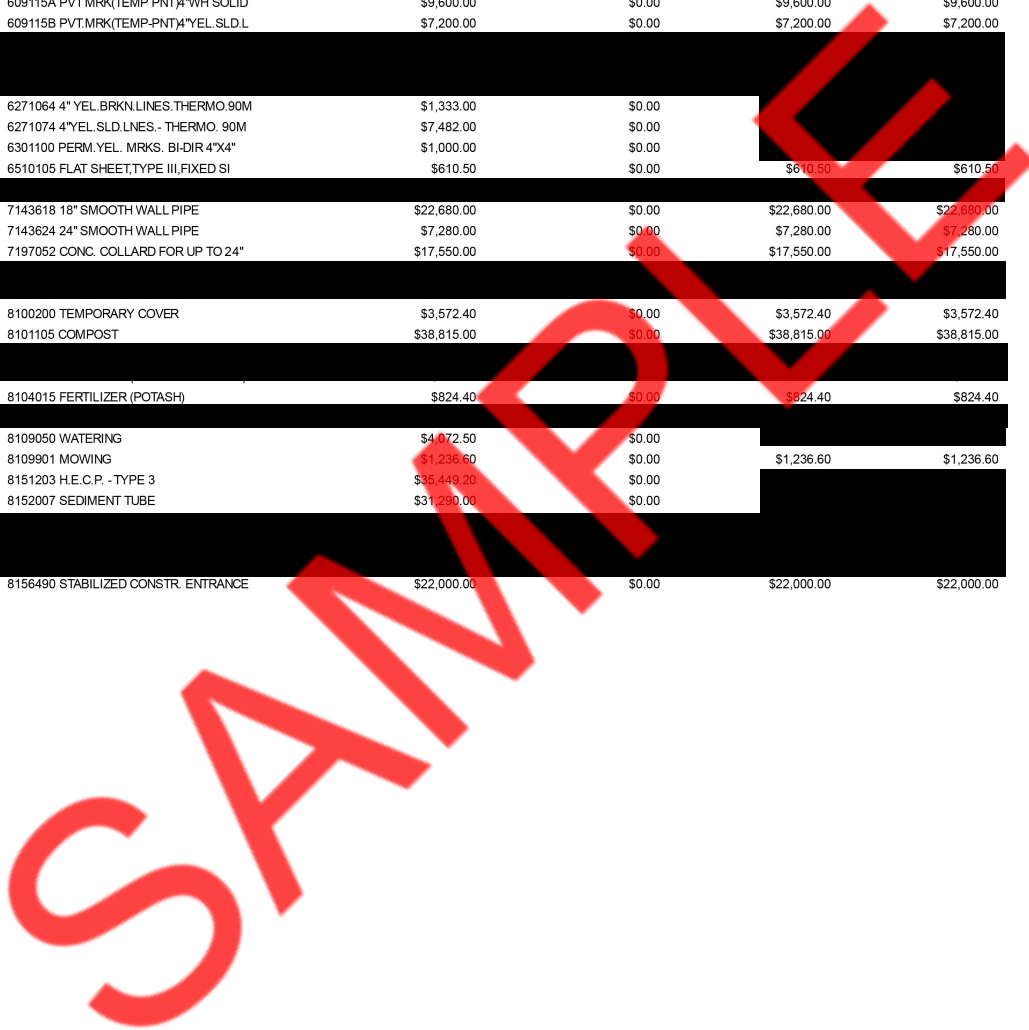 609115A PVT.MRK(TEMP PNT)4"WH SOLID $9,600.00 $0.00 $9,600.00 $9,600.00
609115B PVT.MRK(TEMP-PNT)4"YEL.SLD.L $7,200.00 $0.00 $7,200.00 $7,200.00
6271064 4" YEL.BRKN.LINES.THERMO.90M $1,333.00 $0.00
6271074 4"YEL.SLD.LNES.- THERMO. 90M $7,482.00 $0.00
6301100 PERM.YEL. MRKS. BI-DIR 4"X4" $1,000.00 $0.00
6510105 FLAT SHEET,TYPE III,FIXED SI $610.50 $0.00 $610.50 $610.50
7143618 18" SMOOTH WALL PIPE $22,680.00 $0.00 $22,680.00 $22,680.00
7143624 24" SMOOTH WALL PIPE $7,280.00 $0.00 $7,280.00 $7,280.00
7197052 CONC. COLLARD FOR UP TO 24" $17,550.00 $0.00 $17,550.00 $17,550.00
8100200 TEMPORARY COVER $3,572.40 $0.00 $3,572.40 $3,572.40
8101105 COMPOST $38,815.00 $0.00 $38,815.00 $38,815.00
8104015 FERTILIZER (POTASH) $824.40 $0.00 $824.40 $824.40
8109050 WATERING $4,072.50 $0.00
8109901 MOWING $1,236.60 $0.00 $1,236.60 $1,236.60
8151203 H.E.C.P. - TYPE 3 $35,449.20 $0.00
8152007 SEDIMENT TUBE $31,290.00 $0.00
8156490 STABILIZED CONSTR. ENTRANCE $22,000.00 $0.00 $22,000.00 $22,000.00
SAMPLE